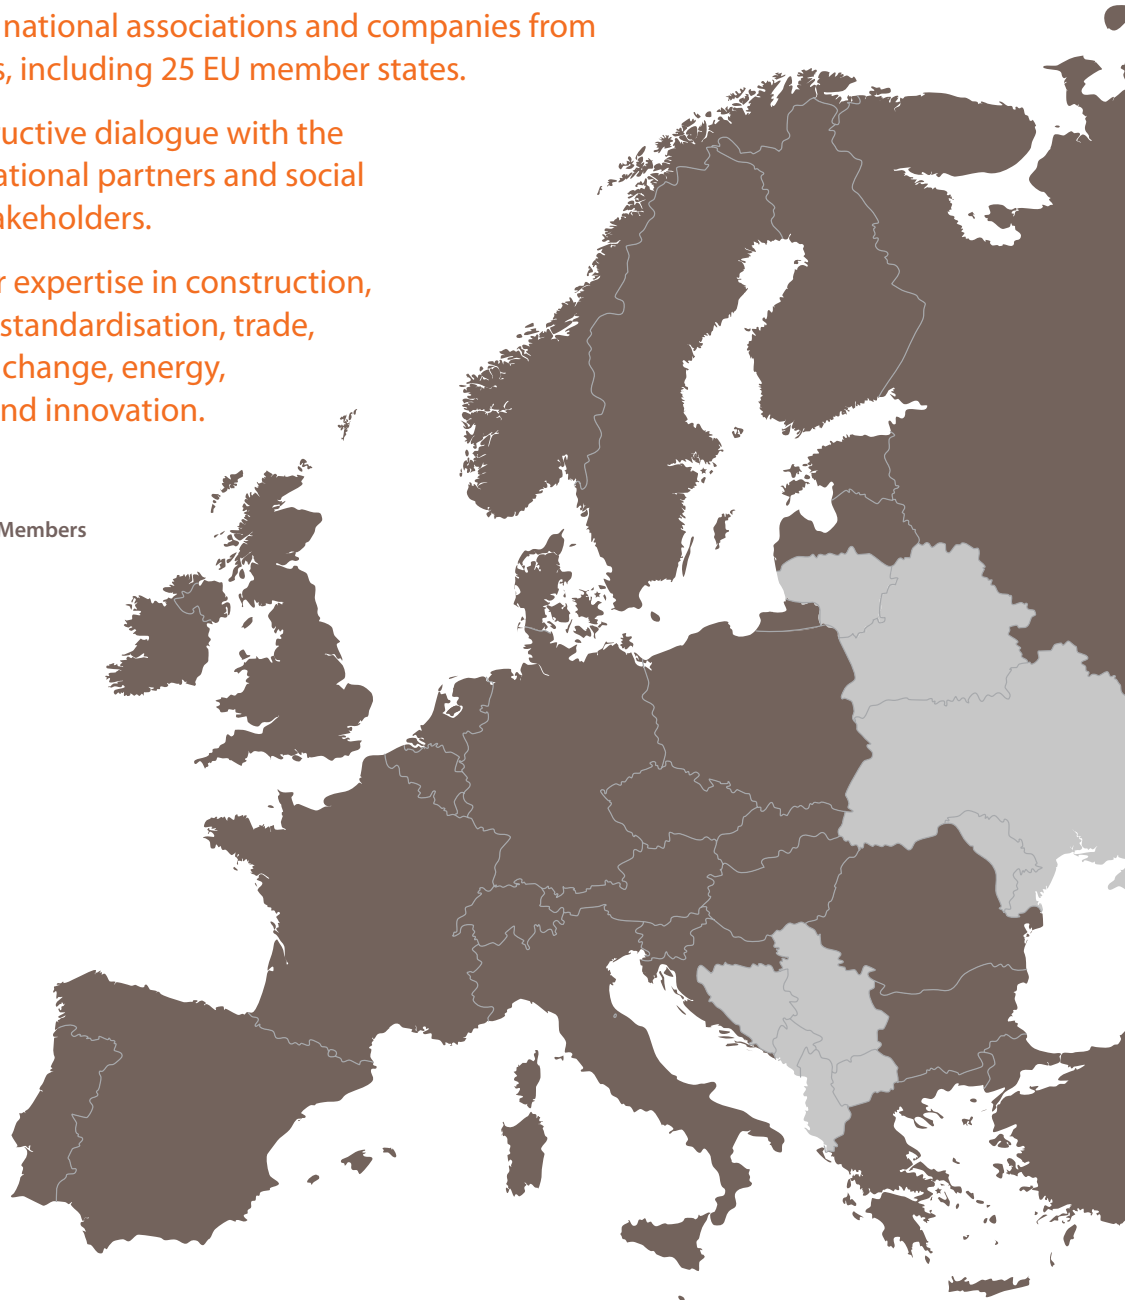 national associations and companies from
s, including 25 EU member states.
uctive dialogue with the
ational partners and social
akeholders.
r expertise in construction,
standardisation, trade,
change, energy,
nd innovation.
Members